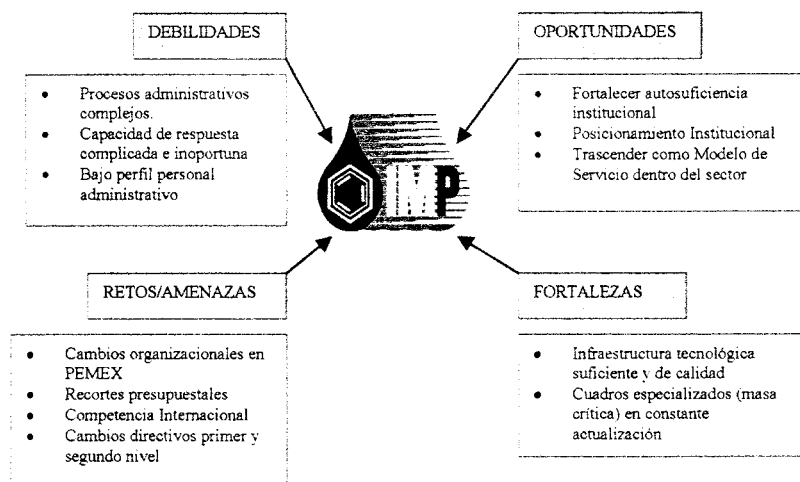 DEBILIDADES
• Procesos administrativos
complejos.
• Capacidad de respuesta
complicada e inoportuna
• Bajo perfil personal
administrativo
OPORTUNIDADES
• Fortalecer autosuficiencia
institucional
• Posicionamiento Institucional
• Trascender como Modelo de
Servicio dentro del sector
IMP
RETOS/AMENAZAS
• Cambios organizacionales en
PEMEX
• Recortes presupuestales
• Competencia Internacional
• Cambios directivos primer y
segundo nivel
FORTALEZAS
• Infraestructura tecnológica
suficiente y de calidad
• Cuadros especializados (masa
crítica) en constante
actualización